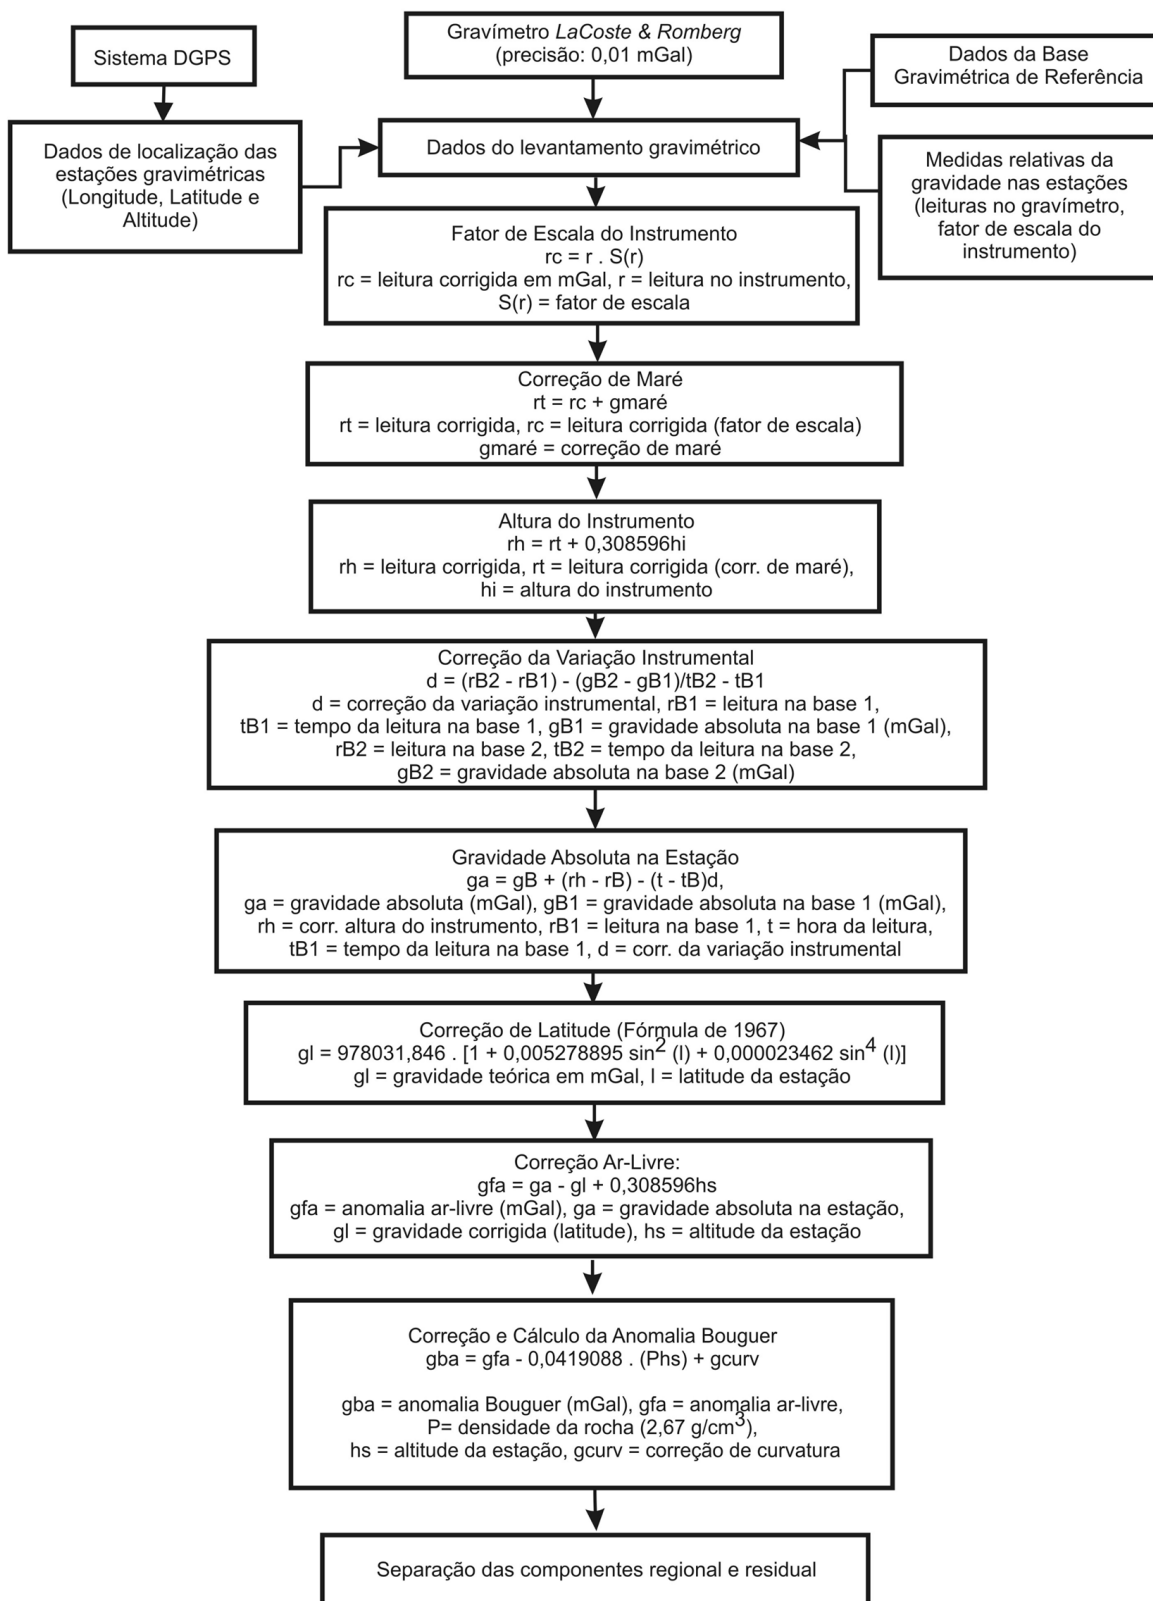 Sistema DGPS
Gravímetro LaCoste & Romberg
(precisão: 0,01 mGal)
Dados da Base
Gravimétrica de Referência
Dados de localização das
estações gravimétricas
(Longitude, Latitude e
Altitude)
Dados do levantamento gravimétrico
Medidas relativas da
gravidade nas estações
(leituras no gravímetro,
fator de escala do
instrumento)
Fator de Escala do Instrumento
rc = r . S(r)
rc = leitura corrigida em mGal, r = leitura no instrumento,
S(r) = fator de escala
Correção de Maré
rt = rc + gmaré
rt = leitura corrigida, rc = leitura corrigida (fator de escala)
gmaré = correção de maré
Altura do Instrumento
rh = rt + 0,308596hi
rh = leitura corrigida, rt = leitura corrigida (corr. de maré),
hi = altura do instrumento
Correção da Variação Instrumental
d = (rB2 - rB1) - (gB2 - gB1)/tB2 - tB1
d = correção da variação instrumental, rB1 = leitura na base 1,
tB1 = tempo da leitura na base 1, gB1 = gravidade absoluta na base 1 (mGal),
rB2 = leitura na base 2, tB2 = tempo da leitura na base 2,
gB2 = gravidade absoluta na base 2 (mGal)
Gravidade Absoluta na Estação
ga = gB + (rh - rB) - (t - tB)d,
ga = gravidade absoluta (mGal), gB1 = gravidade absoluta na base 1 (mGal),
rh = corr. altura do instrumento, rB1 = leitura na base 1, t = hora da leitura,
tB1 = tempo da leitura na base 1, d = corr. da variação instrumental
Correção de Latitude (Fórmula de 1967)
gl = 978031,846 . [1 + 0,005278895 sin² (l) + 0,000023462 sin⁴ (l)]
gl = gravidade teórica em mGal, l = latitude da estação
Correção Ar-Livre:
gfa = ga - gl + 0,308596hs
gfa = anomalia ar-livre (mGal), ga = gravidade absoluta na estação,
gl = gravidade corrigida (latitude), hs = altitude da estação
Correção e Cálculo da Anomalia Bouguer
gba = gfa - 0,0419088 . (Phs) + gcurv
gba = anomalia Bouguer (mGal), gfa = anomalia ar-livre,
P= densidade da rocha (2,67 g/cm³),
hs = altitude da estação, gcurv = correção de curvatura
Separação das componentes regional e residual